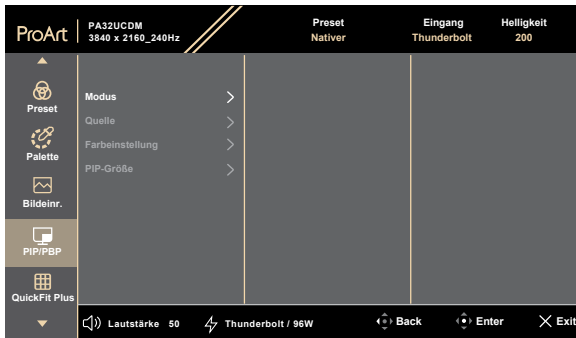 ProArt
PA32UCDM
3840 x 2160_240Hz
Preset
Nativer
Eingang
Thunderbolt
Helligkeit
200
Preset
Palette
Bildeinr.
PIP/PBP
QuickFit Plus
Modus
Quelle
Farbeinstellung
PIP-Größe
Lautstärke 50
Thunderbolt / 96W
Back
Enter
Exit